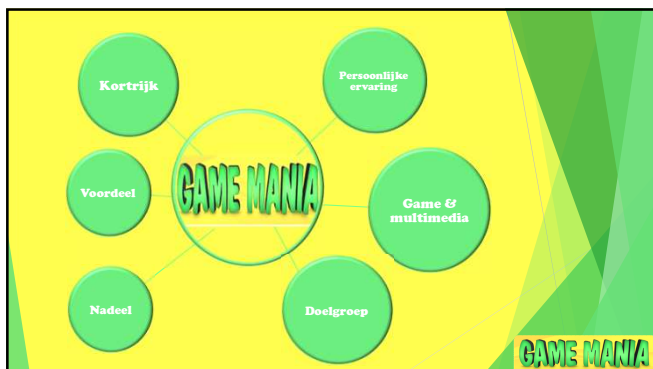 Kortrijk
Persoonlijke
ervaring
GAME MANIA
Voordeel
Game &
multimedia
Nadeel
Doelgroep
GAME MANIA